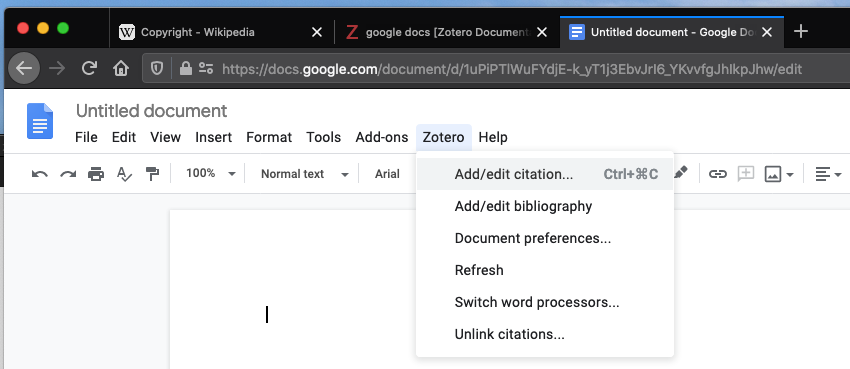 W Copyright - Wikipedia
Z google docs [Zotero Document
Untitled document - Google Do
https://docs.google.com/document/d/1uPiPTlWuFYdjE-k_yT1j3EbvJrI6_YKvvfgJhIkpJhw/edit
Untitled document
File Edit View Insert Format Tools Add-ons Zotero Help
100% Normal text Arial
Add/edit citation... Ctrl+⌘C
Add/edit bibliography
Document preferences...
Refresh
Switch word processors...
Unlink citations...